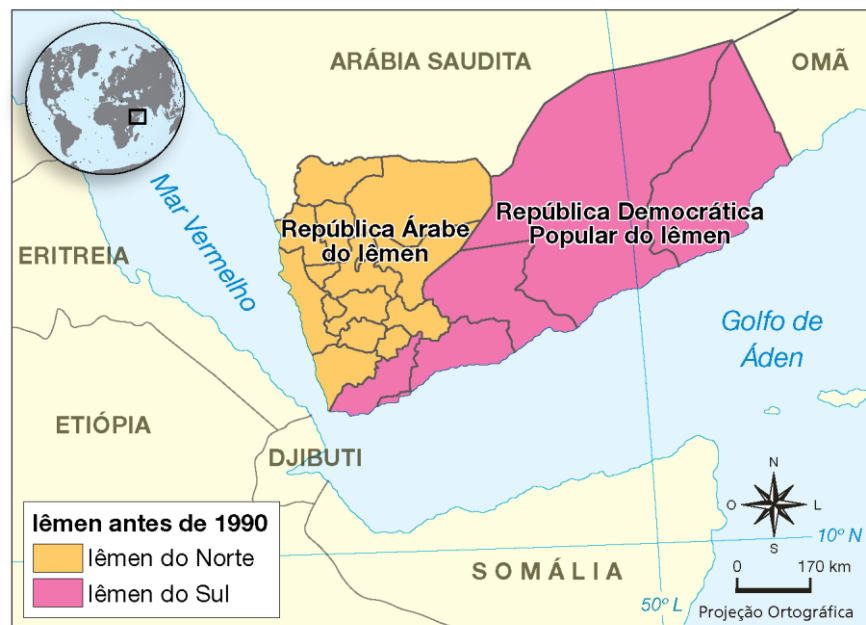 ARÁBIA SAUDITA
OMÃ
Mar Vermelho
República Árabe
do Iêmen
República Democrática
Popular do Iêmen
ERITREIA
Golfo de
Áden
ETIÓPIA
DJIBUTI
N
O
L
S
Iêmen antes de 1990
Iêmen do Norte
Iêmen do Sul
SOMÁLIA
10º N
0 170 km
50º L
Projeção Ortográfica